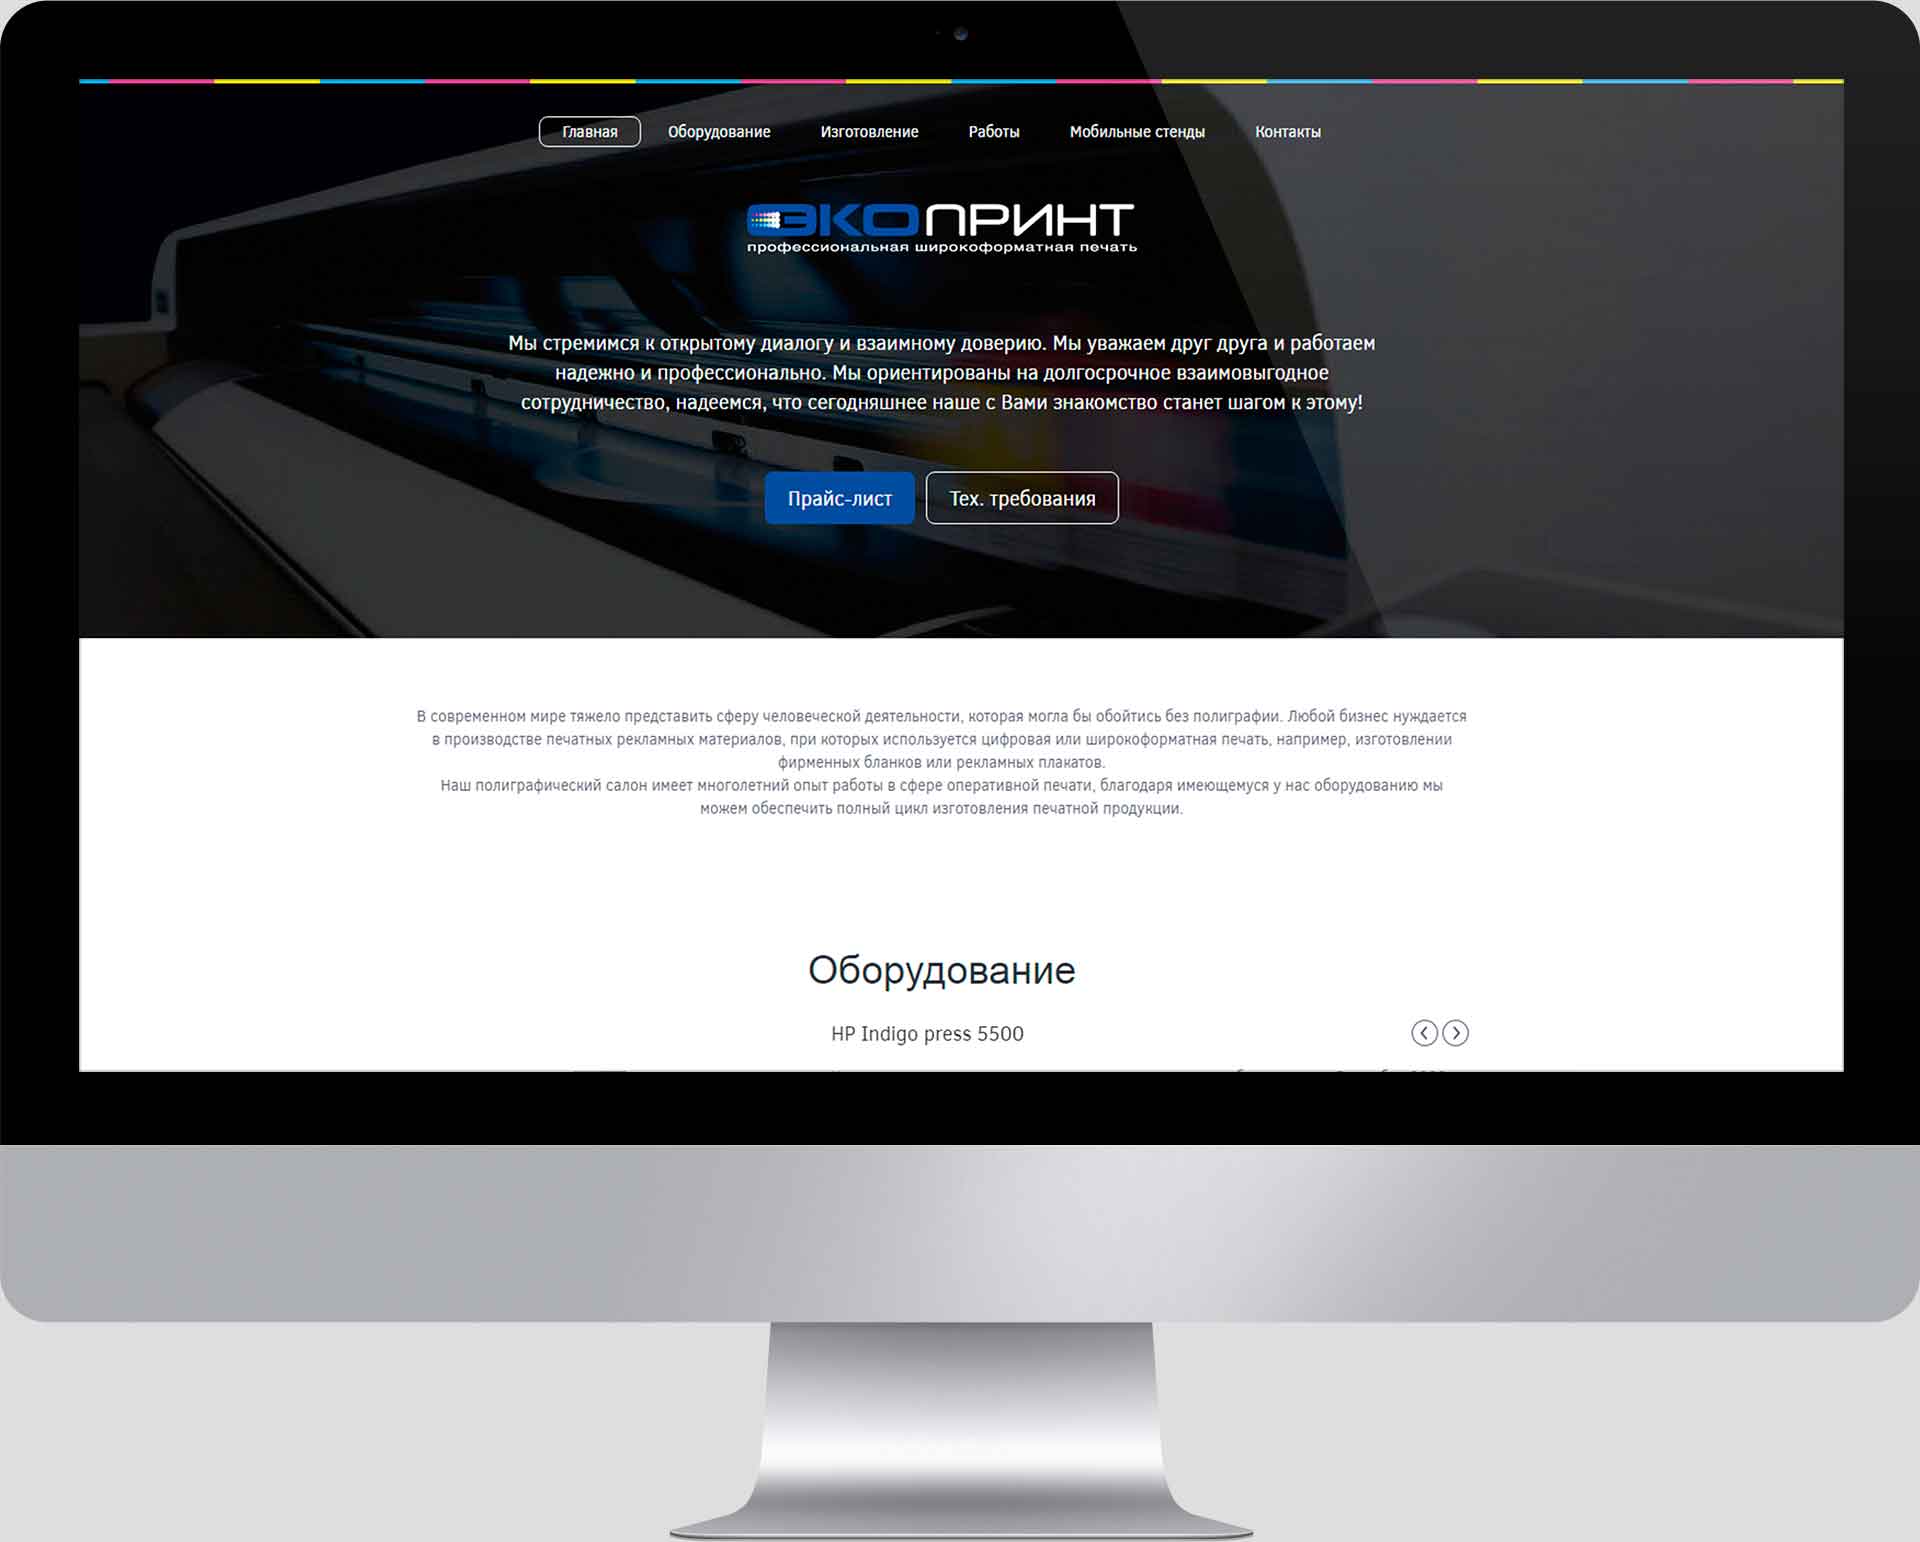 Главная Оборудование Изготовление Работы Мобильные стенды Контакты
ЭКОПРИНТ
профессиональная широкоформатная печать
Мы стремимся к открытому диалогу и взаимному доверию. Мы уважаем друг друга и работаем
надежно и профессионально. Мы ориентированы на долгосрочное взаимовыгодное
сотрудничество, надеемся, что сегодняшнее наше с Вами знакомство станет шагом к этому!
Прайс-лист Тех. требования
В современном мире тяжело представить сферу человеческой деятельности, которая могла бы обойтись без полиграфии. Любой бизнес нуждается
в производстве печатных рекламных материалов, при которых используется цифровая или широкоформатная печать, например, изготовлении
фирменных бланков или рекламных плакатов.
Наш полиграфический салон имеет многолетний опыт работы в сфере оперативной печати, благодаря имеющемуся у нас оборудованию мы
можем обеспечить полный цикл изготовления печатной продукции.
Оборудование
HP Indigo press 5500